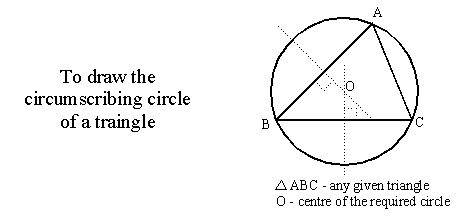 To draw the
circumscribing circle
of a traingle
A
O
B
C
△ ABC - any given triangle
O - centre of the required circle